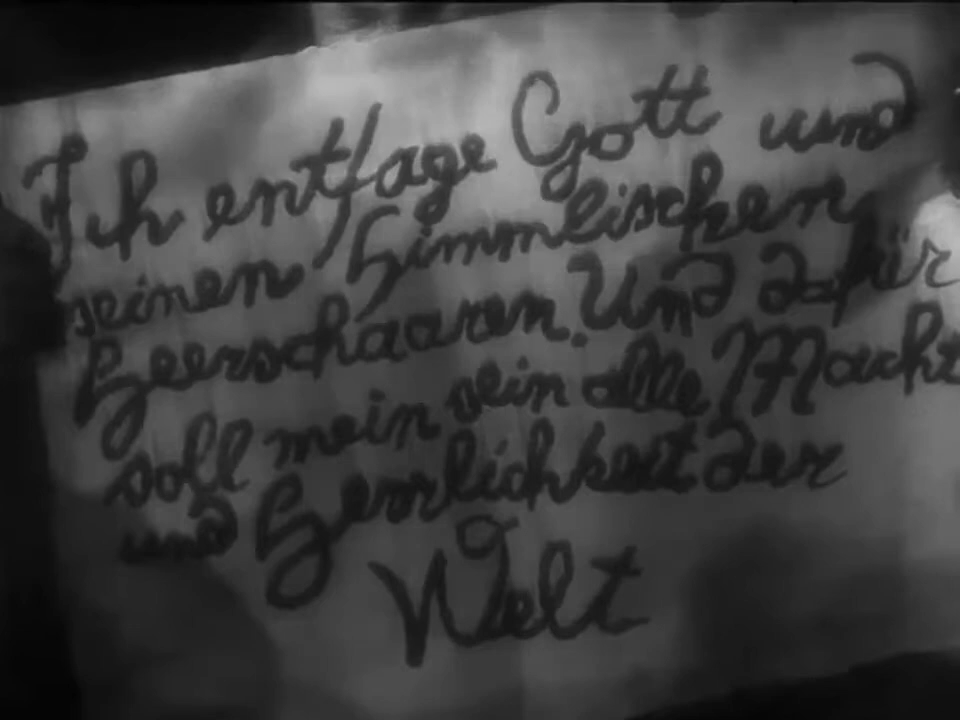 Ich entsage Gott und
seinen himmlischen
Heerschaaren. Und dafür
soll mein sein alle Macht
und Herrlichkeit der
Welt